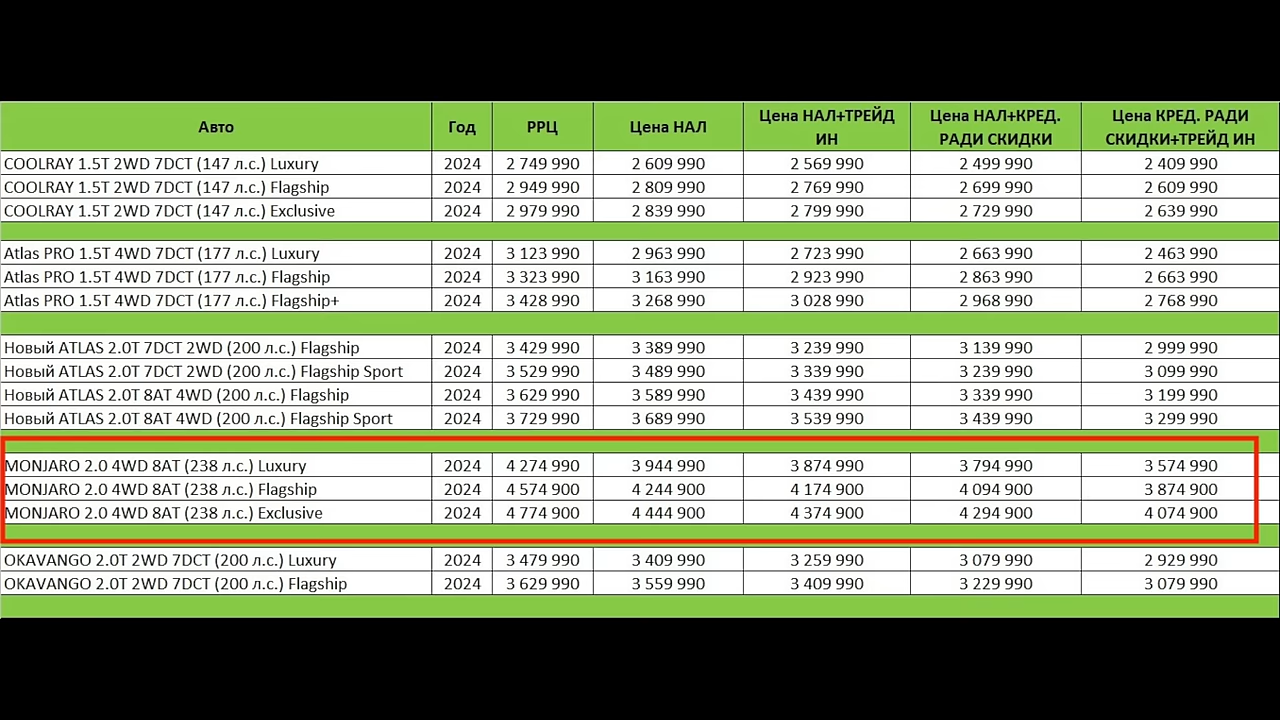 Авто Год РРЦ Цена НАЛ Цена НАЛ+ТРЕЙД ИН Цена НАЛ+КРЕД. РАДИ СКИДКИ Цена КРЕД. РАДИ СКИДКИ+ТРЕЙД ИН
COOLRAY 1.5T 2WD 7DCT (147 л.с.) Luxury 2024 2 749 990 2 609 990 2 569 990 2 499 990 2 409 990
COOLRAY 1.5T 2WD 7DCT (147 л.с.) Flagship 2024 2 949 990 2 809 990 2 769 990 2 699 990 2 609 990
COOLRAY 1.5T 2WD 7DCT (147 л.с.) Exclusive 2024 2 979 990 2 839 990 2 799 990 2 729 990 2 639 990
Atlas PRO 1.5T 4WD 7DCT (177 л.с.) Luxury 2024 3 123 990 2 963 990 2 723 990 2 663 990 2 463 990
Atlas PRO 1.5T 4WD 7DCT (177 л.с.) Flagship 2024 3 323 990 3 163 990 2 923 990 2 863 990 2 663 990
Atlas PRO 1.5T 4WD 7DCT (177 л.с.) Flagship+ 2024 3 428 990 3 268 990 3 028 990 2 968 990 2 768 990
Новый ATLAS 2.0T 7DCT 2WD (200 л.с.) Flagship 2024 3 429 990 3 389 990 3 239 990 3 139 990 2 999 990
Новый ATLAS 2.0T 7DCT 2WD (200 л.с.) Flagship Sport 2024 3 529 990 3 489 990 3 339 990 3 239 990 3 099 990
Новый ATLAS 2.0T 8AT 4WD (200 л.с.) Flagship 2024 3 629 990 3 589 990 3 439 990 3 339 990 3 199 990
Новый ATLAS 2.0T 8AT 4WD (200 л.с.) Flagship Sport 2024 3 729 990 3 689 990 3 539 990 3 439 990 3 299 990
MONJARO 2.0 4WD 8AT (238 л.с.) Luxury 2024 4 274 990 3 944 990 3 874 990 3 794 990 3 574 990
MONJARO 2.0 4WD 8AT (238 л.с.) Flagship 2024 4 574 900 4 244 900 4 174 900 4 094 900 3 874 900
MONJARO 2.0 4WD 8AT (238 л.с.) Exclusive 2024 4 774 900 4 444 900 4 374 900 4 294 900 4 074 900
OKAVANGO 2.0T 2WD 7DCT (200 л.с.) Luxury 2024 3 479 990 3 409 990 3 259 990 3 079 990 2 929 990
OKAVANGO 2.0T 2WD 7DCT (200 л.с.) Flagship 2024 3 629 990 3 559 990 3 409 990 3 229 990 3 079 990